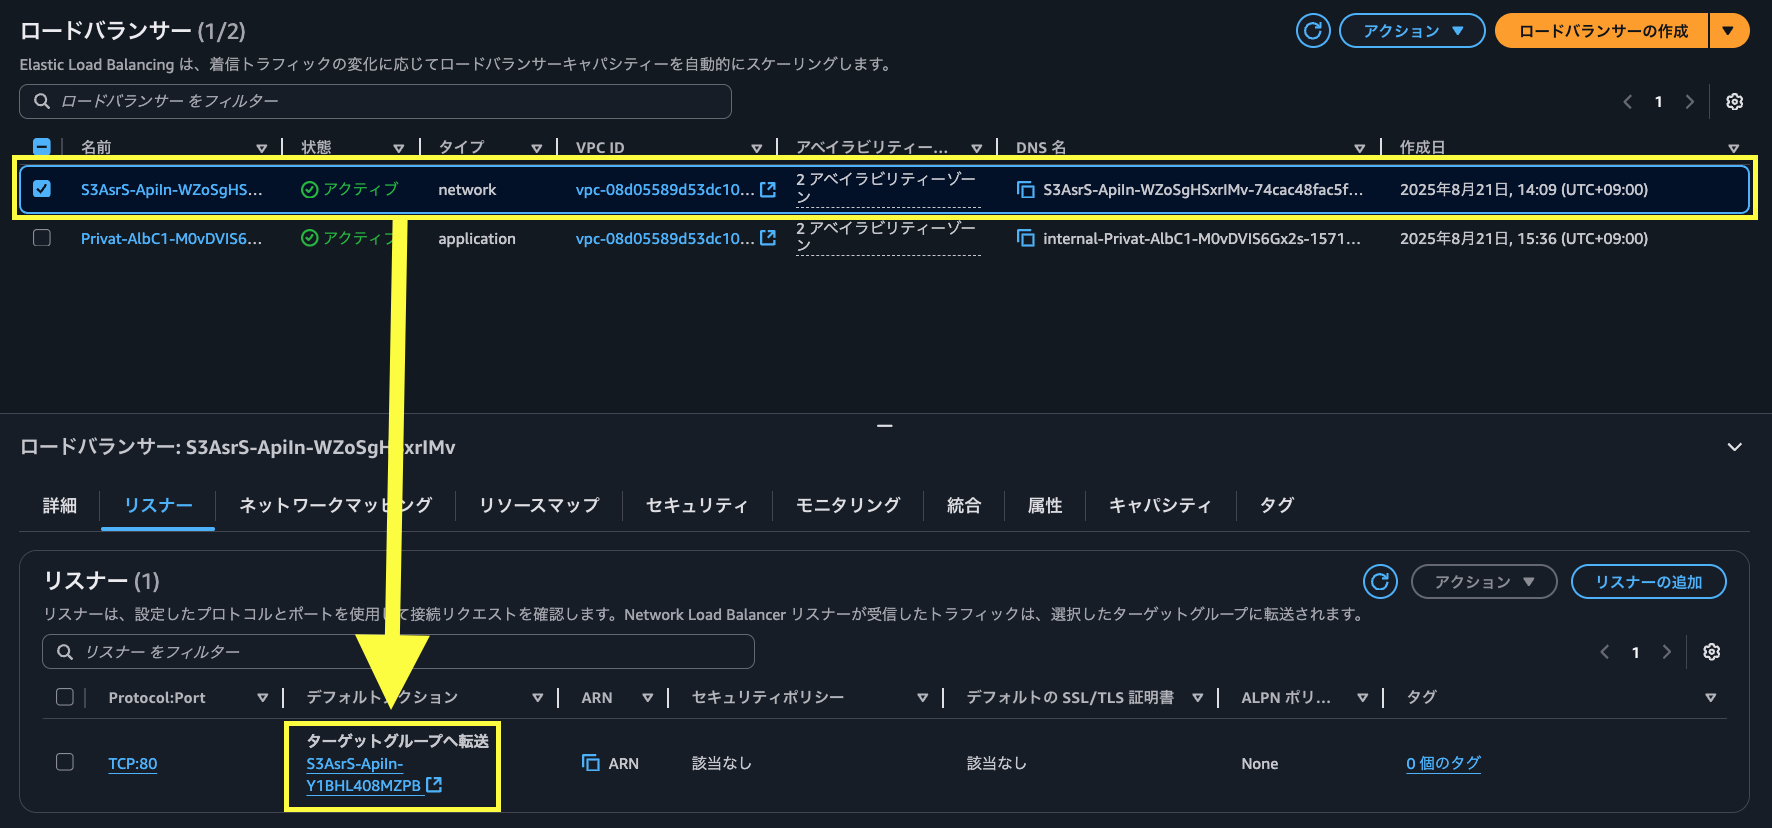 ロードバランサー (1/2)
アクション
ロードバランサーの作成
Elastic Load Balancing は、着信トラフィックの変化に応じてロードバランサーキャパシティーを自動的にスケーリングします。
ロードバランサー をフィルター
1
名前 状態 タイプ VPC ID アベイラビリティー... DNS 名 作成日
S3AsrS-ApiIn-WZoSgHS... アクティブ network vpc-08d05589d53dc10... 2 アベイラビリティーゾーン S3AsrS-ApiIn-WZoSgHSxrIMv-74cac48fac5f... 2025年8月21日, 14:09 (UTC+09:00)
Privat-AlbC1-M0vDVIS6... アクティブ application vpc-08d05589d53dc10... 2 アベイラビリティーゾーン internal-Privat-AlbC1-M0vDVIS6Gx2s-1571... 2025年8月21日, 15:36 (UTC+09:00)
ロードバランサー: S3AsrS-ApiIn-WZoSgHSxrIMv
詳細 リスナー ネットワークマッピング リソースマップ セキュリティ モニタリング 統合 属性 キャパシティ タグ
リスナー (1)
アクション
リスナーの追加
リスナーは、設定したプロトコルとポートを使用して接続リクエストを確認します。Network Load Balancer リスナーが受信したトラフィックは、選択したターゲットグループに転送されます。
リスナー をフィルター
1
Protocol:Port デフォルトアクション ARN セキュリティポリシー デフォルトの SSL/TLS 証明書 ALPN ポリ... タグ
ターゲットグループへ転送
TCP:80 S3AsrS-ApiIn- ARN 該当なし 該当なし None 0 個のタグ
Y1BHL408MZPB